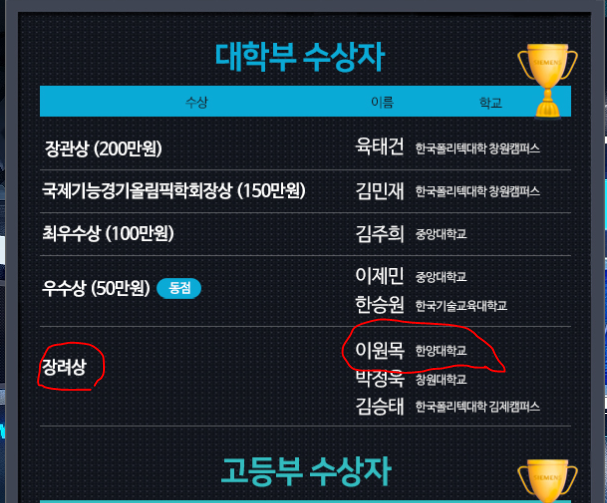 대학부 수상자
수상 이름 학교
장관상 (200만원) 육태건 한국폴리텍대학 창원캠퍼스
국제기능경기올림픽학회장상 (150만원) 김민재 한국폴리텍대학 창원캠퍼스
최우수상 (100만원) 김주희 중앙대학교
우수상 (50만원) 동점 이제민 중앙대학교
한승원 한국기술교육대학교
장려상 이원목 한양대학교
박정욱 창원대학교
김승태 한국폴리텍대학 김제캠퍼스
고등부 수상자